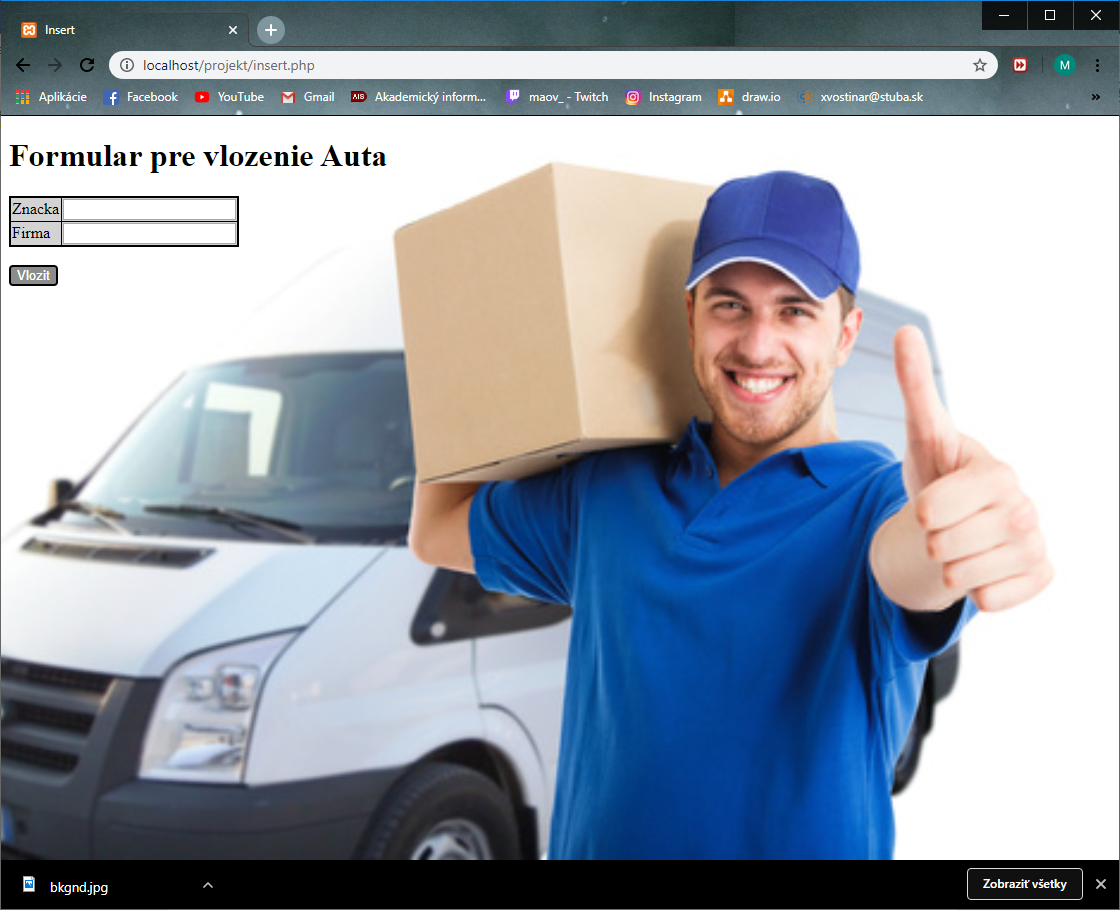 Insert
localhost/projekt/insert.php
M
Aplikácie Facebook YouTube Gmail AIS Akademický inform... maov_ - Twitch Instagram draw.io xvostinar@stuba.sk »
Formular pre vlozenie Auta
Znacka
Firma
Vlozit
bkgnd.jpg
Zobraziť všetky